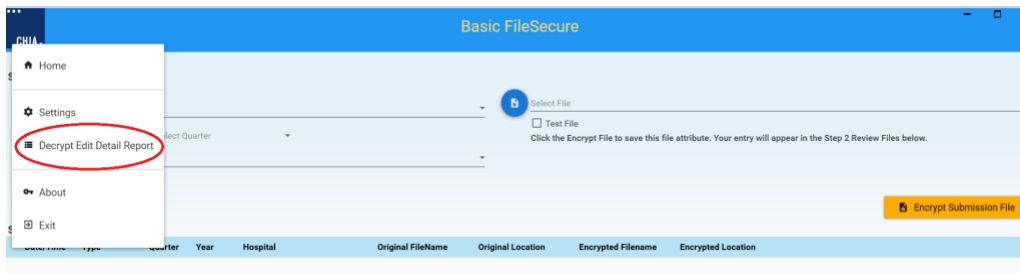 Basic FileSecure
CHIA
Home
Settings
Decrypt Edit Detail Report
About
Exit
Select File
Test File
Click the Encrypt File to save this file attribute. Your entry will appear in the Step 2 Review Files below.
Quarter
Encrypt Submission File
Date/Time Type Quarter Year Hospital Original FileName Original Location Encrypted Filename Encrypted Location